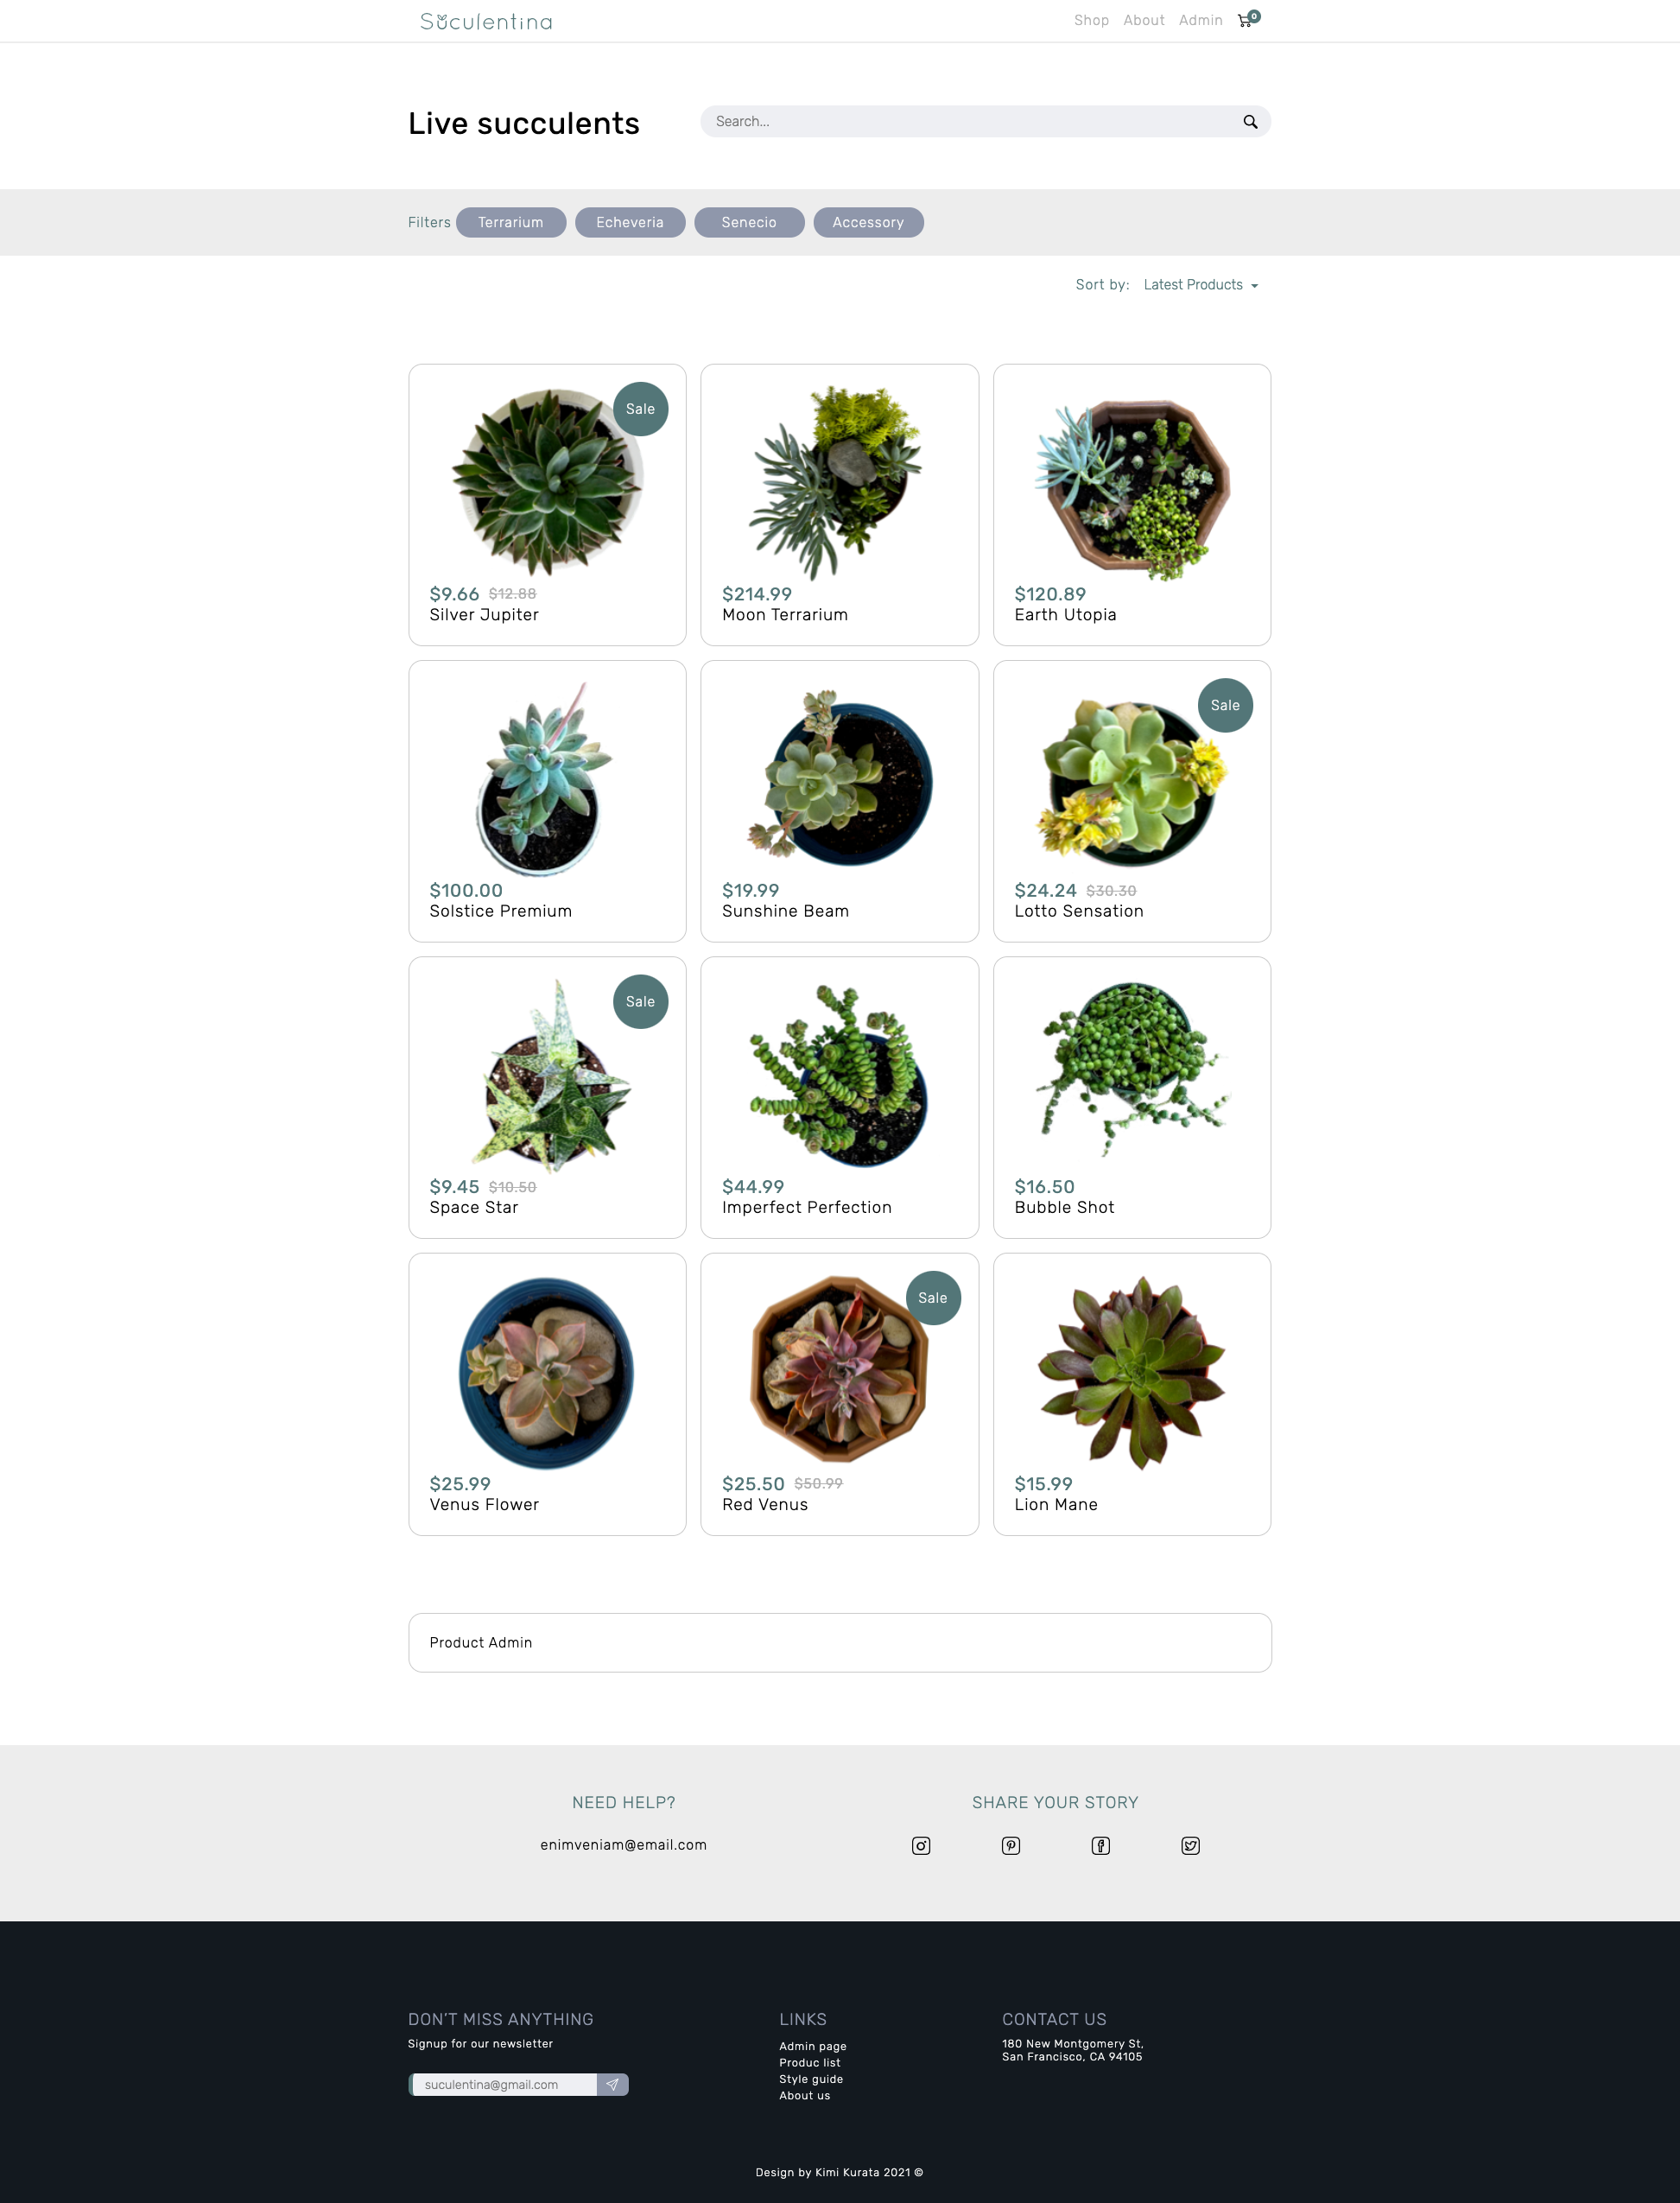 Suculentina
Shop About Admin 0
Live succulents
Search...
Filters Terrarium Echeveria Senecio Accessory
Sort by: Latest Products
Sale
$9.66 $12.88
Silver Jupiter
$214.99
Moon Terrarium
$120.89
Earth Utopia
$100.00
Solstice Premium
$19.99
Sunshine Beam
Sale
$24.24 $30.30
Lotto Sensation
Sale
$9.45 $10.50
Space Star
$44.99
Imperfect Perfection
$16.50
Bubble Shot
$25.99
Venus Flower
Sale
$25.50 $50.99
Red Venus
$15.99
Lion Mane
Product Admin
NEED HELP?
enimveniam@email.com
SHARE YOUR STORY
DON'T MISS ANYTHING
Signup for our newsletter
suculentina@gmail.com
LINKS
Admin page
Produc list
Style guide
About us
CONTACT US
180 New Montgomery St,
San Francisco, CA 94105
Design by Kimi Kurata 2021 ©